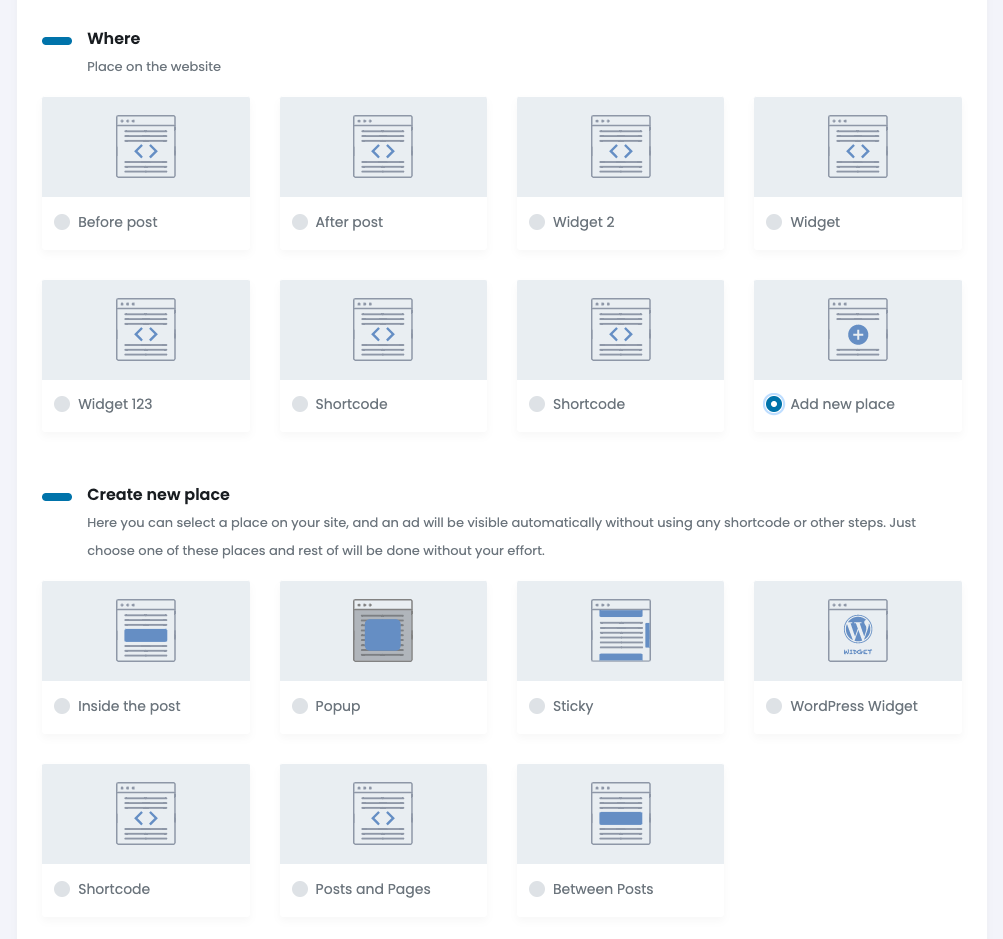 Where
Place on the website
Before post
After post
Widget 2
Widget
Widget 123
Shortcode
Shortcode
Add new place
Create new place
Here you can select a place on your site, and an ad will be visible automatically without using any shortcode or other steps. Just
choose one of these places and rest of will be done without your effort.
WIDGET
Inside the post
Popup
Sticky
WordPress Widget
Shortcode
Posts and Pages
Between Posts